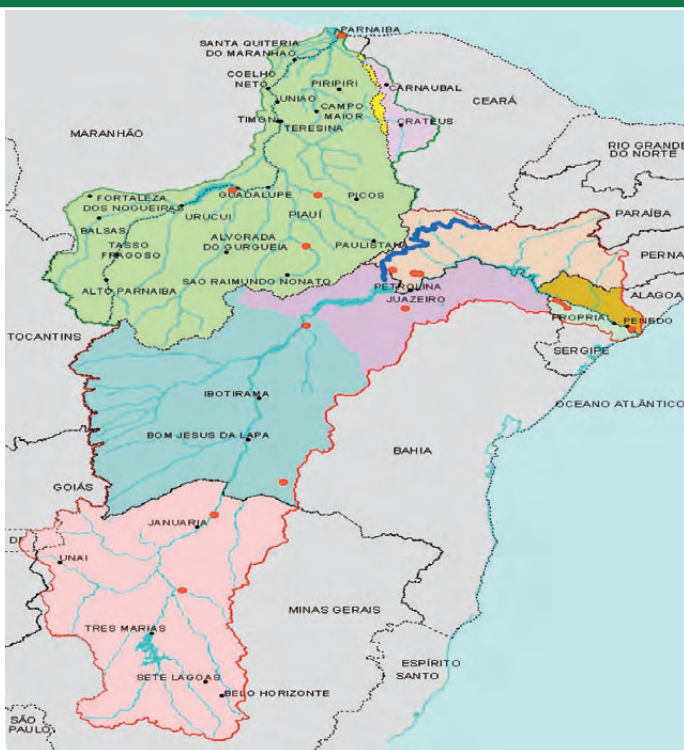 PARNAIBA
SANTA QUITERIA
DO MARANHAO
COELHO
NETO
PIRIPIRI
CARNAUBAL
UNIAO
CAMPO
MAIOR
CEARÁ
MARANHÃO
TIMON
TERESINA
CRATEUS
RIO GRANDE
DO NORTE
FORTALEZA
DOS NOGUEIRAS
GUADALUPE
PICOS
URUCUI
PIAUÍ
PARAÍBA
BALSAS
TASSO
FRAGOSO
ALVORADA
DO GURGUEIA
PAULISTANA
PERNA
ALTO PARNAIBA
SAO RAIMUNDO NONATO
PETROLINA
JUAZEIRO
ALAGOA
PROPRIA
PENEDO
TOCANTINS
SERGIPE
IBOTIRAMA
OCEANO ATLÂNTICO
BOM JESUS DA LAPA
BAHIA
GOIÁS
JANUARIA
DF
UNAI
MINAS GERAIS
TRES MARIAS
ESPÍRITO
SANTO
SETE LAGOAS
BELO HORIZONTE
SÃO
PAULO